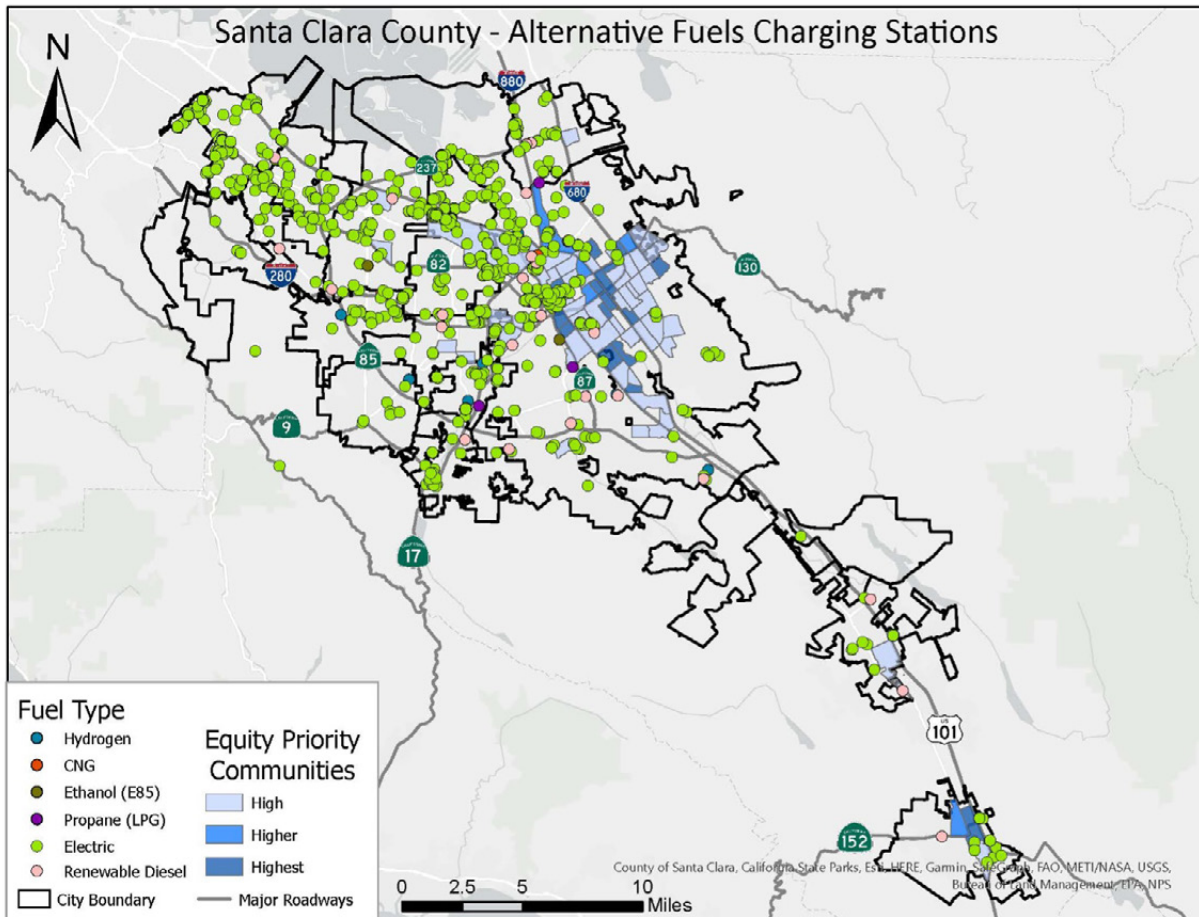 Santa Clara County - Alternative Fuels Charging Stations
N
880
237
680
130
82
280
85
87
9
17
US
101
152
Fuel Type
Hydrogen
CNG
Ethanol (E85)
Propane (LPG)
Electric
Renewable Diesel
City Boundary
Major Roadways
Equity Priority
Communities
High
Higher
Highest
0 2.5 5 10
Miles
County of Santa Clara, California State Parks, Esri, HERE, Garmin, SafeGraph, FAO, METI/NASA, USGS,
Bureau of Land Management, EPA, NPS